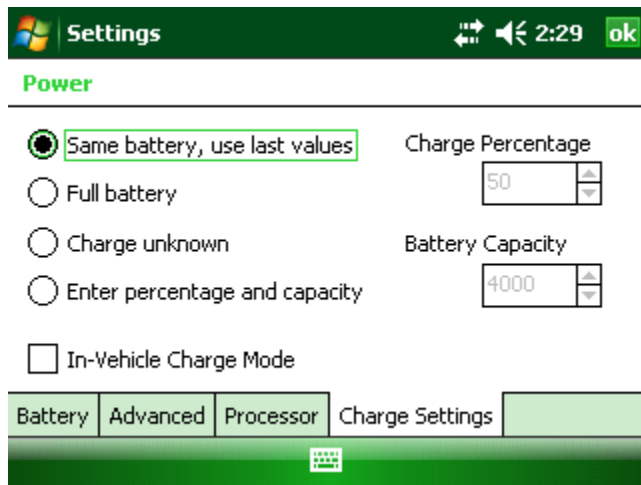 Settings 2:29 ok
Power
Same battery, use last values
Full battery
Charge unknown
Enter percentage and capacity
Charge Percentage
50
Battery Capacity
4000
In-Vehicle Charge Mode
Battery Advanced Processor Charge Settings